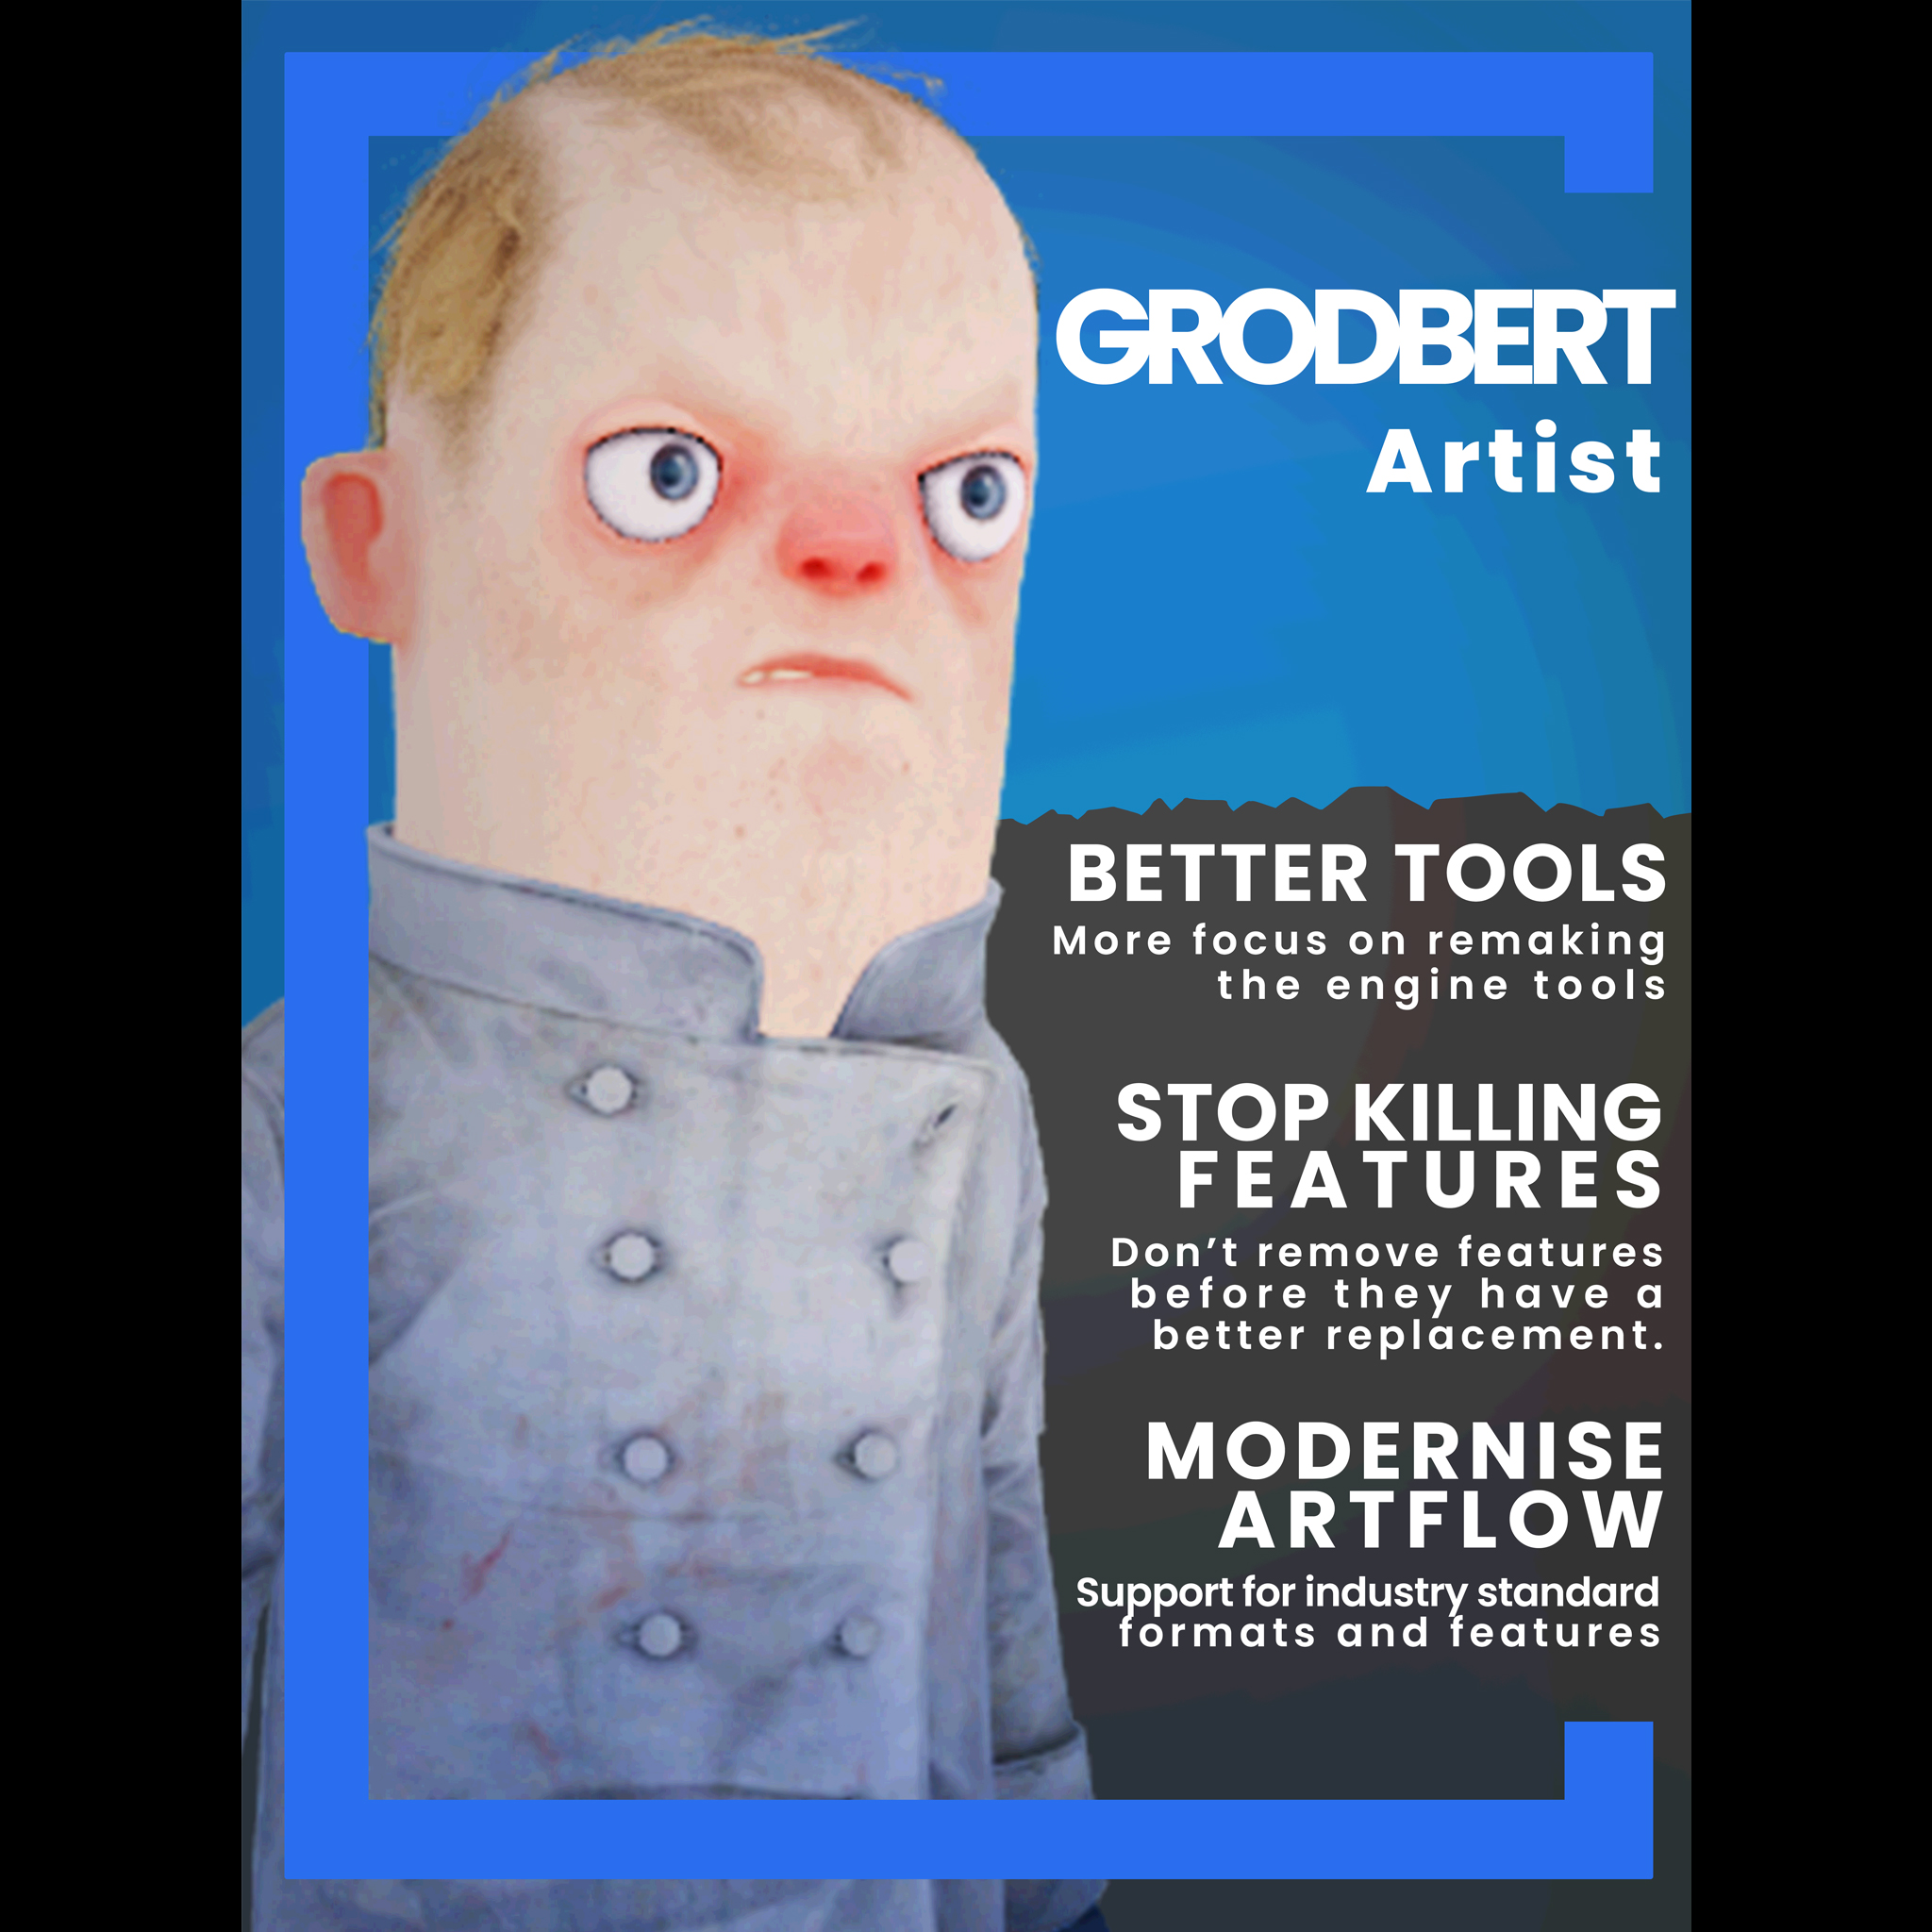 GRODBERT
Artist
BETTER TOOLS
More focus on remaking
the engine tools
STOP KILLING
FEATURES
Don’t remove features
before they have a
better replacement.
MODERNISE
ARTFLOW
Support for industry standard
formats and features